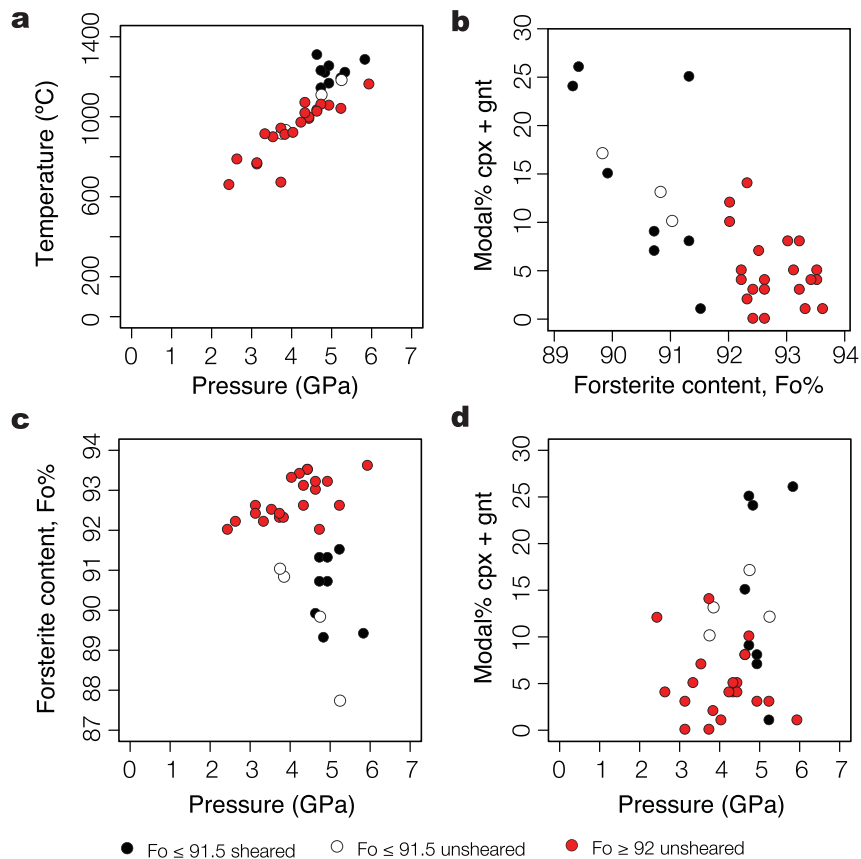 a
1400
1000
600
200
0
Temperature (ºC)
0 1 2 3 4 5 6 7
Pressure (GPa)
b
30
25
20
15
10
5
0
Modal% cpx + gnt
89 90 91 92 93 94
Forsterite content, Fo%
c
94
93
92
91
90
89
88
87
Forsterite content, Fo%
0 1 2 3 4 5 6 7
Pressure (GPa)
d
30
25
20
15
10
5
0
Modal% cpx + gnt
0 1 2 3 4 5 6 7
Pressure (GPa)
Fo ≤ 91.5 sheared
Fo ≤ 91.5 unsheared
Fo ≥ 92 unsheared